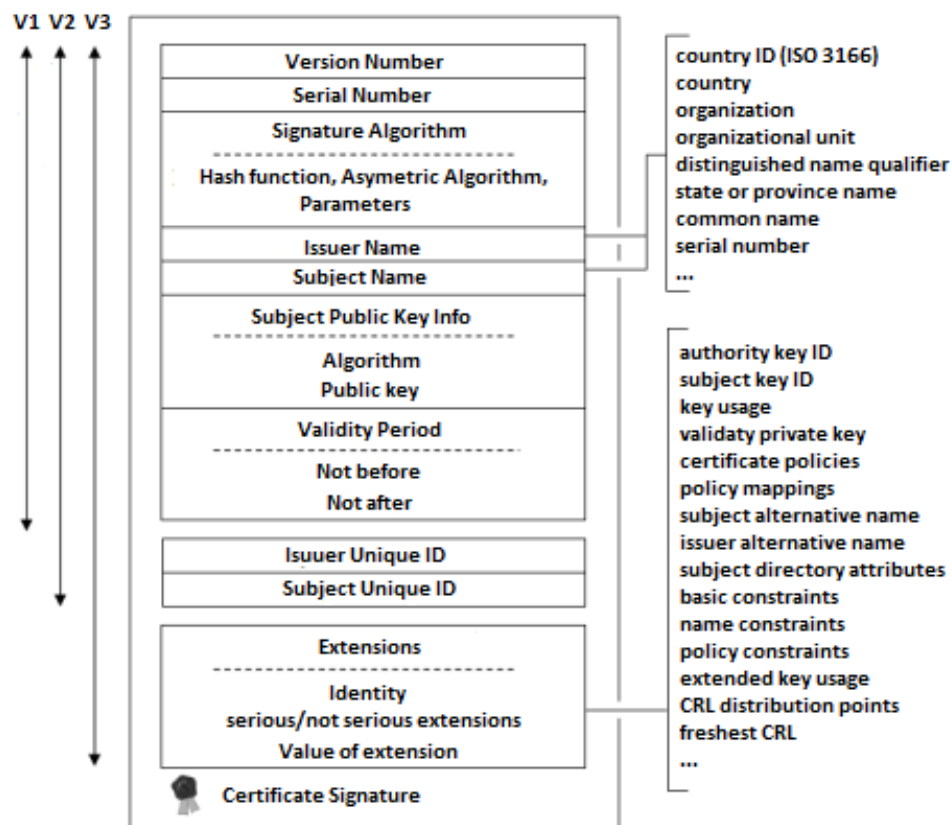 V1 V2 V3
Version Number
Serial Number
Signature Algorithm
Hash function, Asymetric Algorithm,
Parameters
Issuer Name
Subject Name
Subject Public Key Info
Algorithm
Public key
Validity Period
Not before
Not after
Isuuer Unique ID
Subject Unique ID
Extensions
Identity
serious/not serious extensions
Value of extension
Certificate Signature
country ID (ISO 3166)
country
organization
organizational unit
distinguished name qualifier
state or province name
common name
serial number
...
authority key ID
subject key ID
key usage
validaty private key
certificate policies
policy mappings
subject alternative name
issuer alternative name
subject directory attributes
basic constraints
name constraints
policy constraints
extended key usage
CRL distribution points
freshest CRL
...